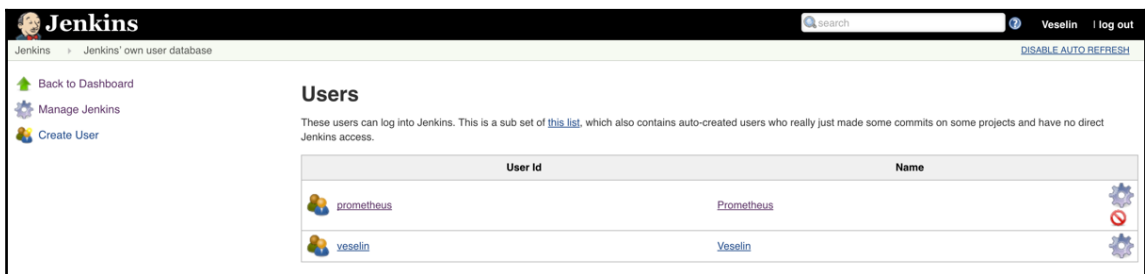 Jenkins
search
Veselin | log out
Jenkins Jenkins' own user database
DISABLE AUTO REFRESH
Back to Dashboard
Manage Jenkins
Create User
Users
These users can log into Jenkins. This is a sub set of this list, which also contains auto-created users who really just made some commits on some projects and have no direct
Jenkins access.
User Id Name
prometheus Prometheus
veselin Veselin